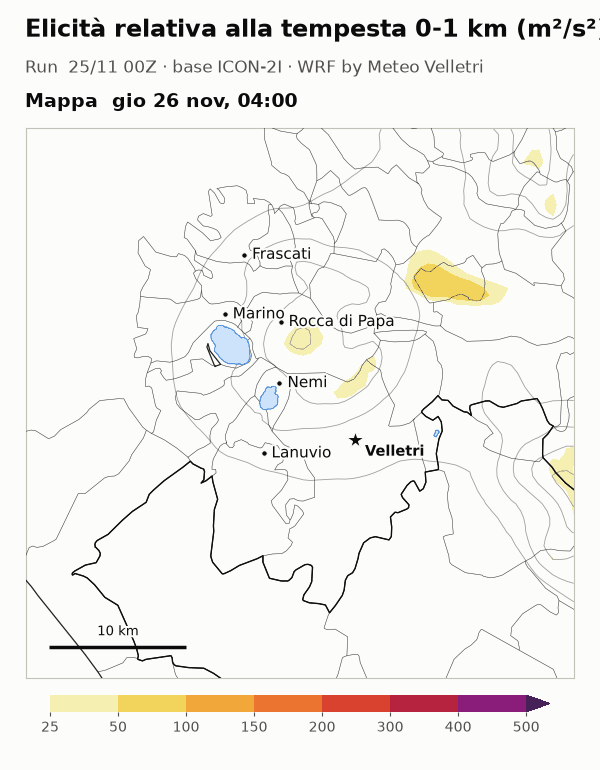 Elicità relativa alla tempesta 0-1 km (m²/s²)
Run  25/11 00Z · base ICON-2I · WRF by Meteo Velletri
Mappa  gio 26 nov, 04:00
Frascati
Marino
Rocca di Papa
Nemi
Velletri
Lanuvio
10 km
25 50 100 150 200 300 400 500